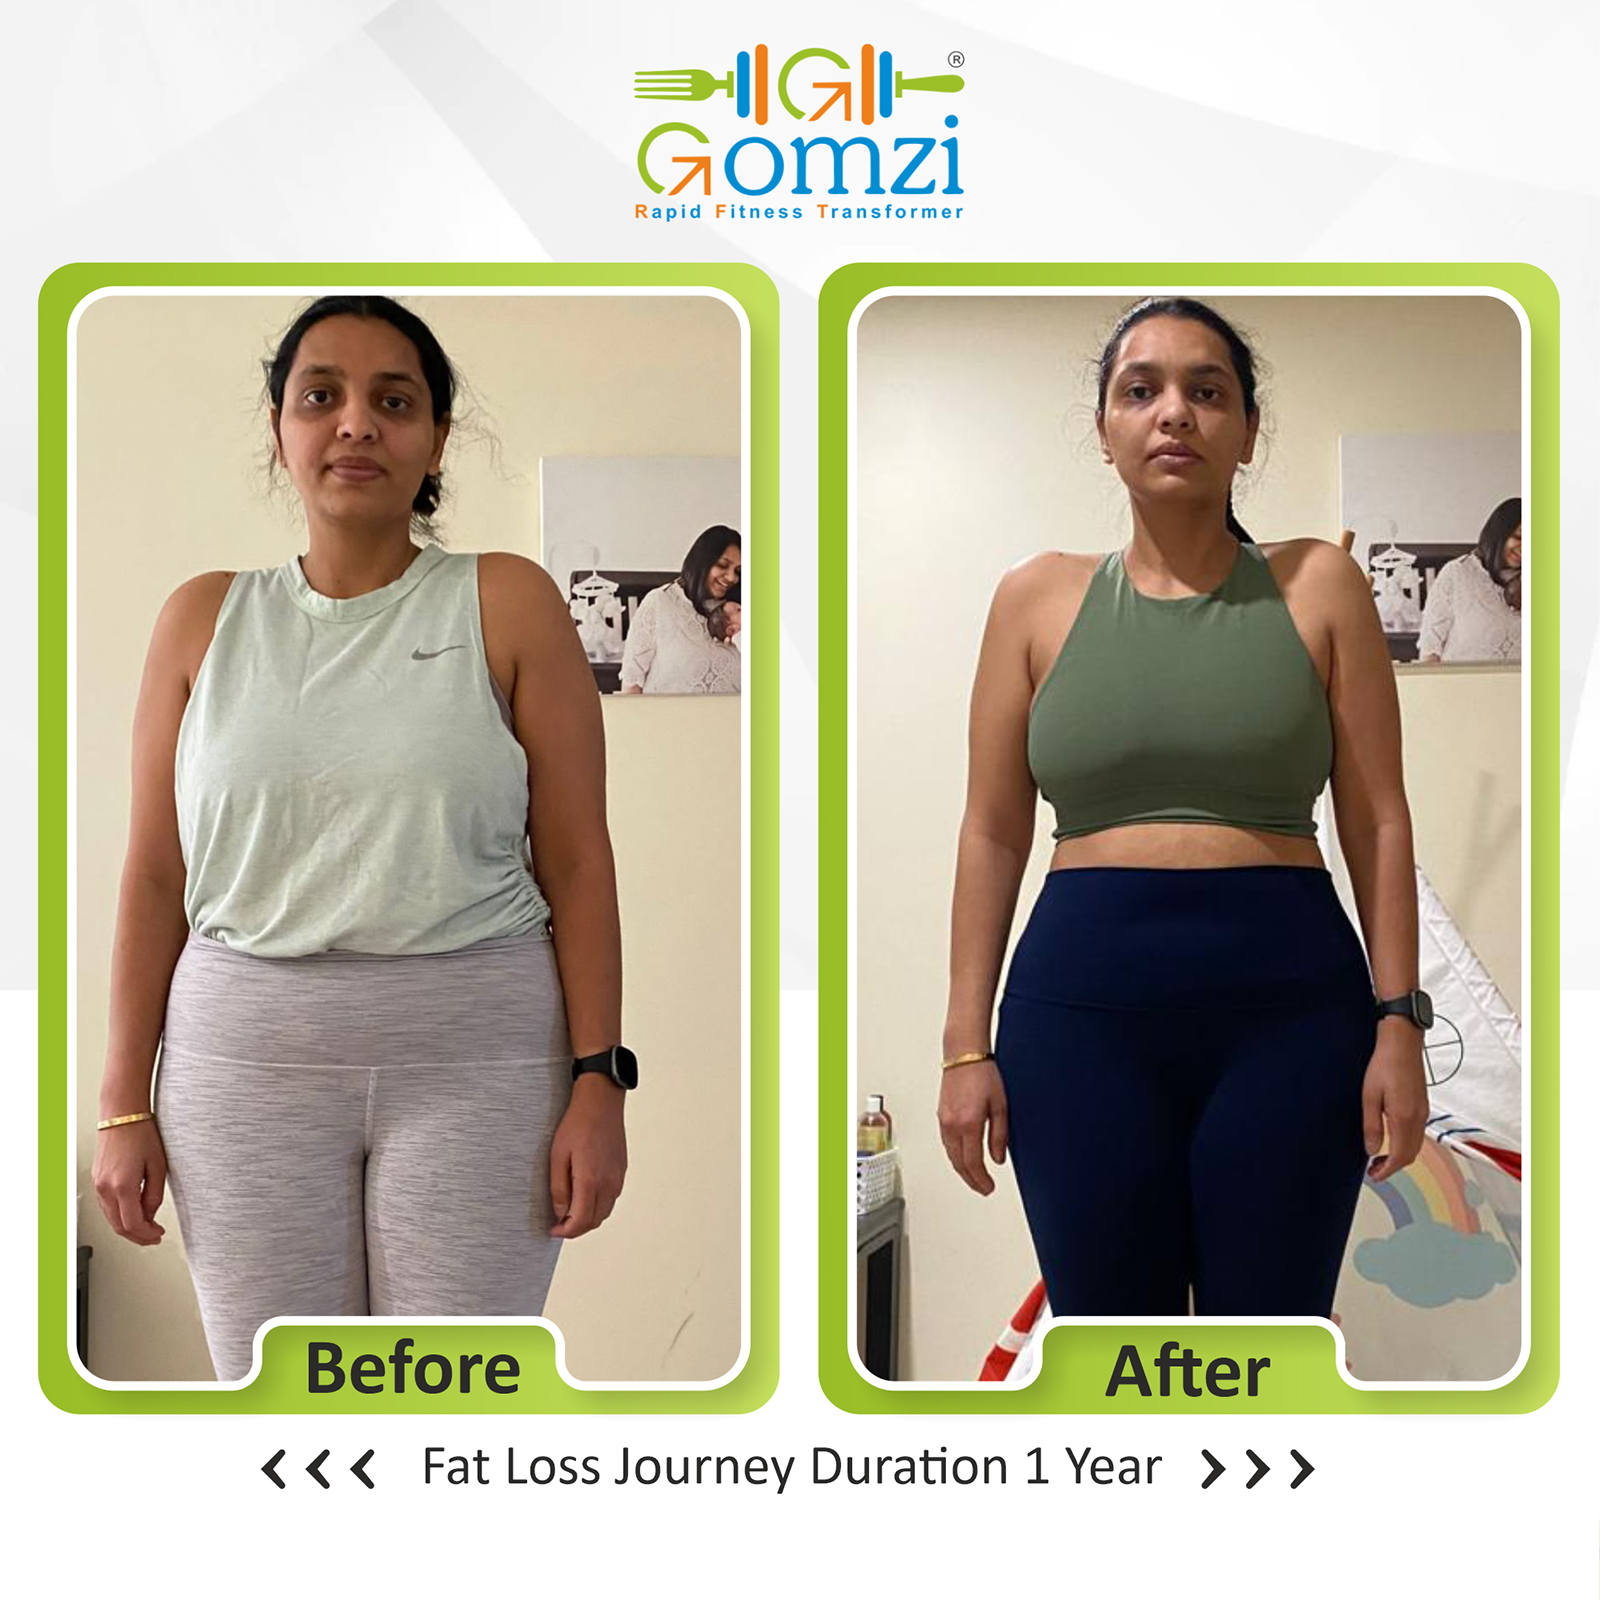 G ®
Gomzi
Rapid Fitness Transformer
Before
After
Fat Loss Journey Duration 1 Year